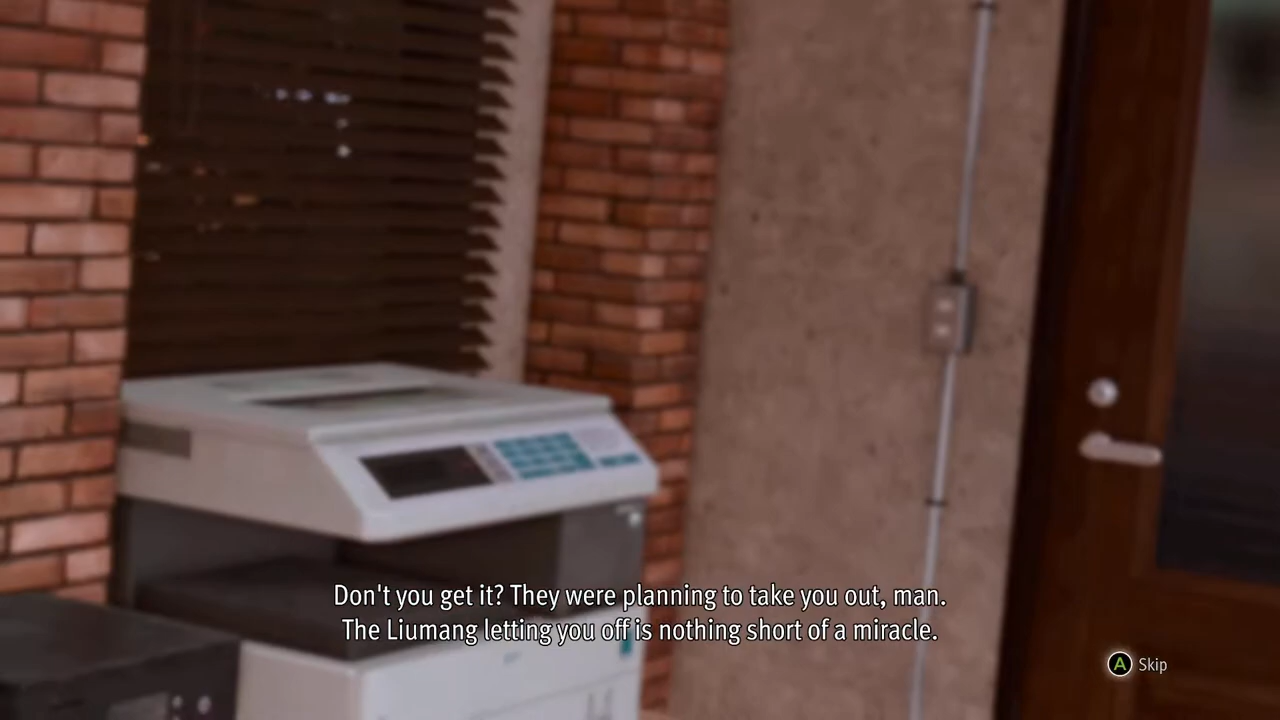 Don't you get it? They were planning to take you out, man.
The Liumang letting you off is nothing short of a miracle.
A Skip